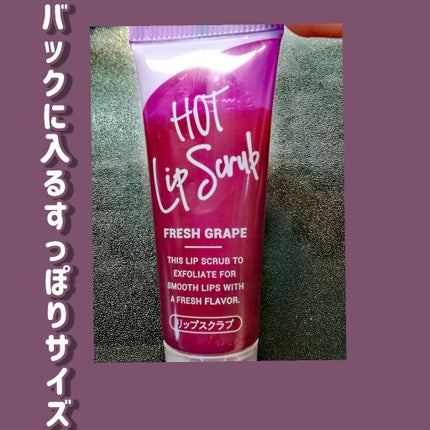 バックに入るすっぽりサイズ
HOT
Lip Scrub
FRESH GRAPE
THIS LIP SCRUB TO
EXFOLIATE FOR
SMOOTH LIPS WITH
A FRESH FLAVOR.
リップスクラブ